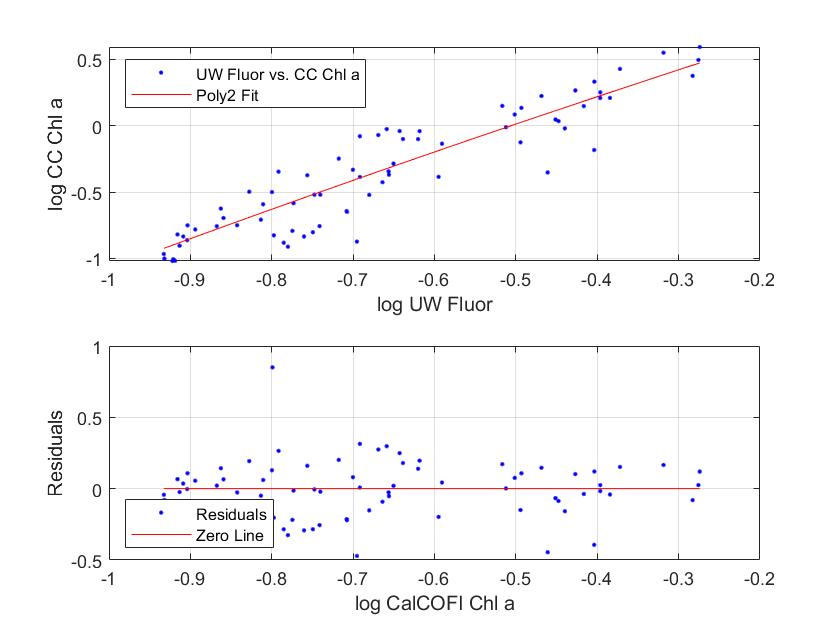 0.5
0
-0.5
-1
log CC Chl a
UW Fluor vs. CC Chl a
Poly2 Fit
-1 -0.9 -0.8 -0.7 -0.6 -0.5 -0.4 -0.3 -0.2
log UW Fluor
1
0.5
0
-0.5
Residuals
Residuals
Zero Line
-1 -0.9 -0.8 -0.7 -0.6 -0.5 -0.4 -0.3 -0.2
log CalCOFI Chl a